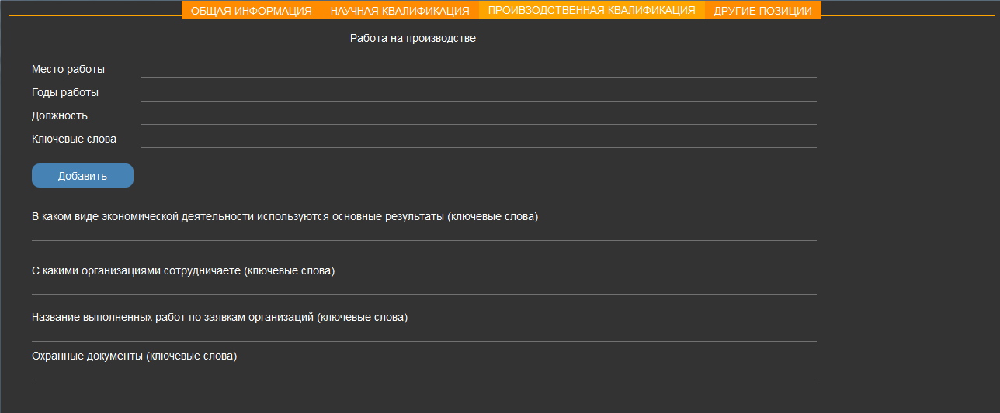 ОБЩАЯ ИНФОРМАЦИЯ НАУЧНАЯ КВАЛИФИКАЦИЯ ПРОИВЗОДСТВЕННАЯ КВАЛИФИКАЦИЯ ДРУГИЕ ПОЗИЦИИ
Работа на производстве
Место работы
Годы работы
Должность
Ключевые слова
Добавить
В каком виде экономической деятельности используются основные результаты (ключевые слова)
С какими организациями сотрудничаете (ключевые слова)
Название выполненных работ по заявкам организаций (ключевые слова)
Охранные документы (ключевые слова)